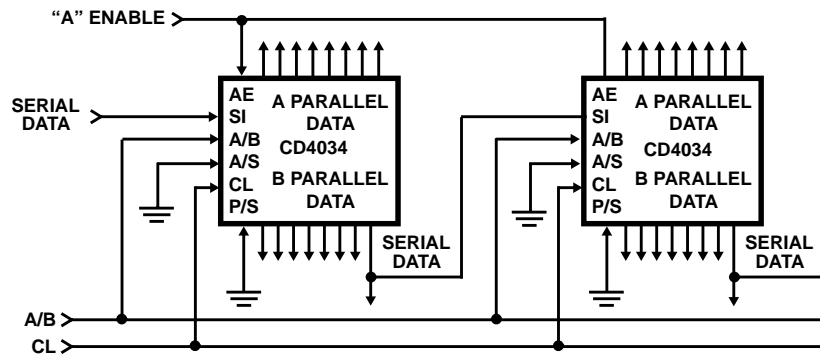 “A” ENABLE
SERIAL
DATA
AE
SI
A/B
A/S
CL
P/S
A PARALLEL
DATA
CD4034
B PARALLEL
DATA
SERIAL
DATA
AE
SI
A/B
A/S
CL
P/S
A PARALLEL
DATA
CD4034
B PARALLEL
DATA
SERIAL
DATA
A/B
CL